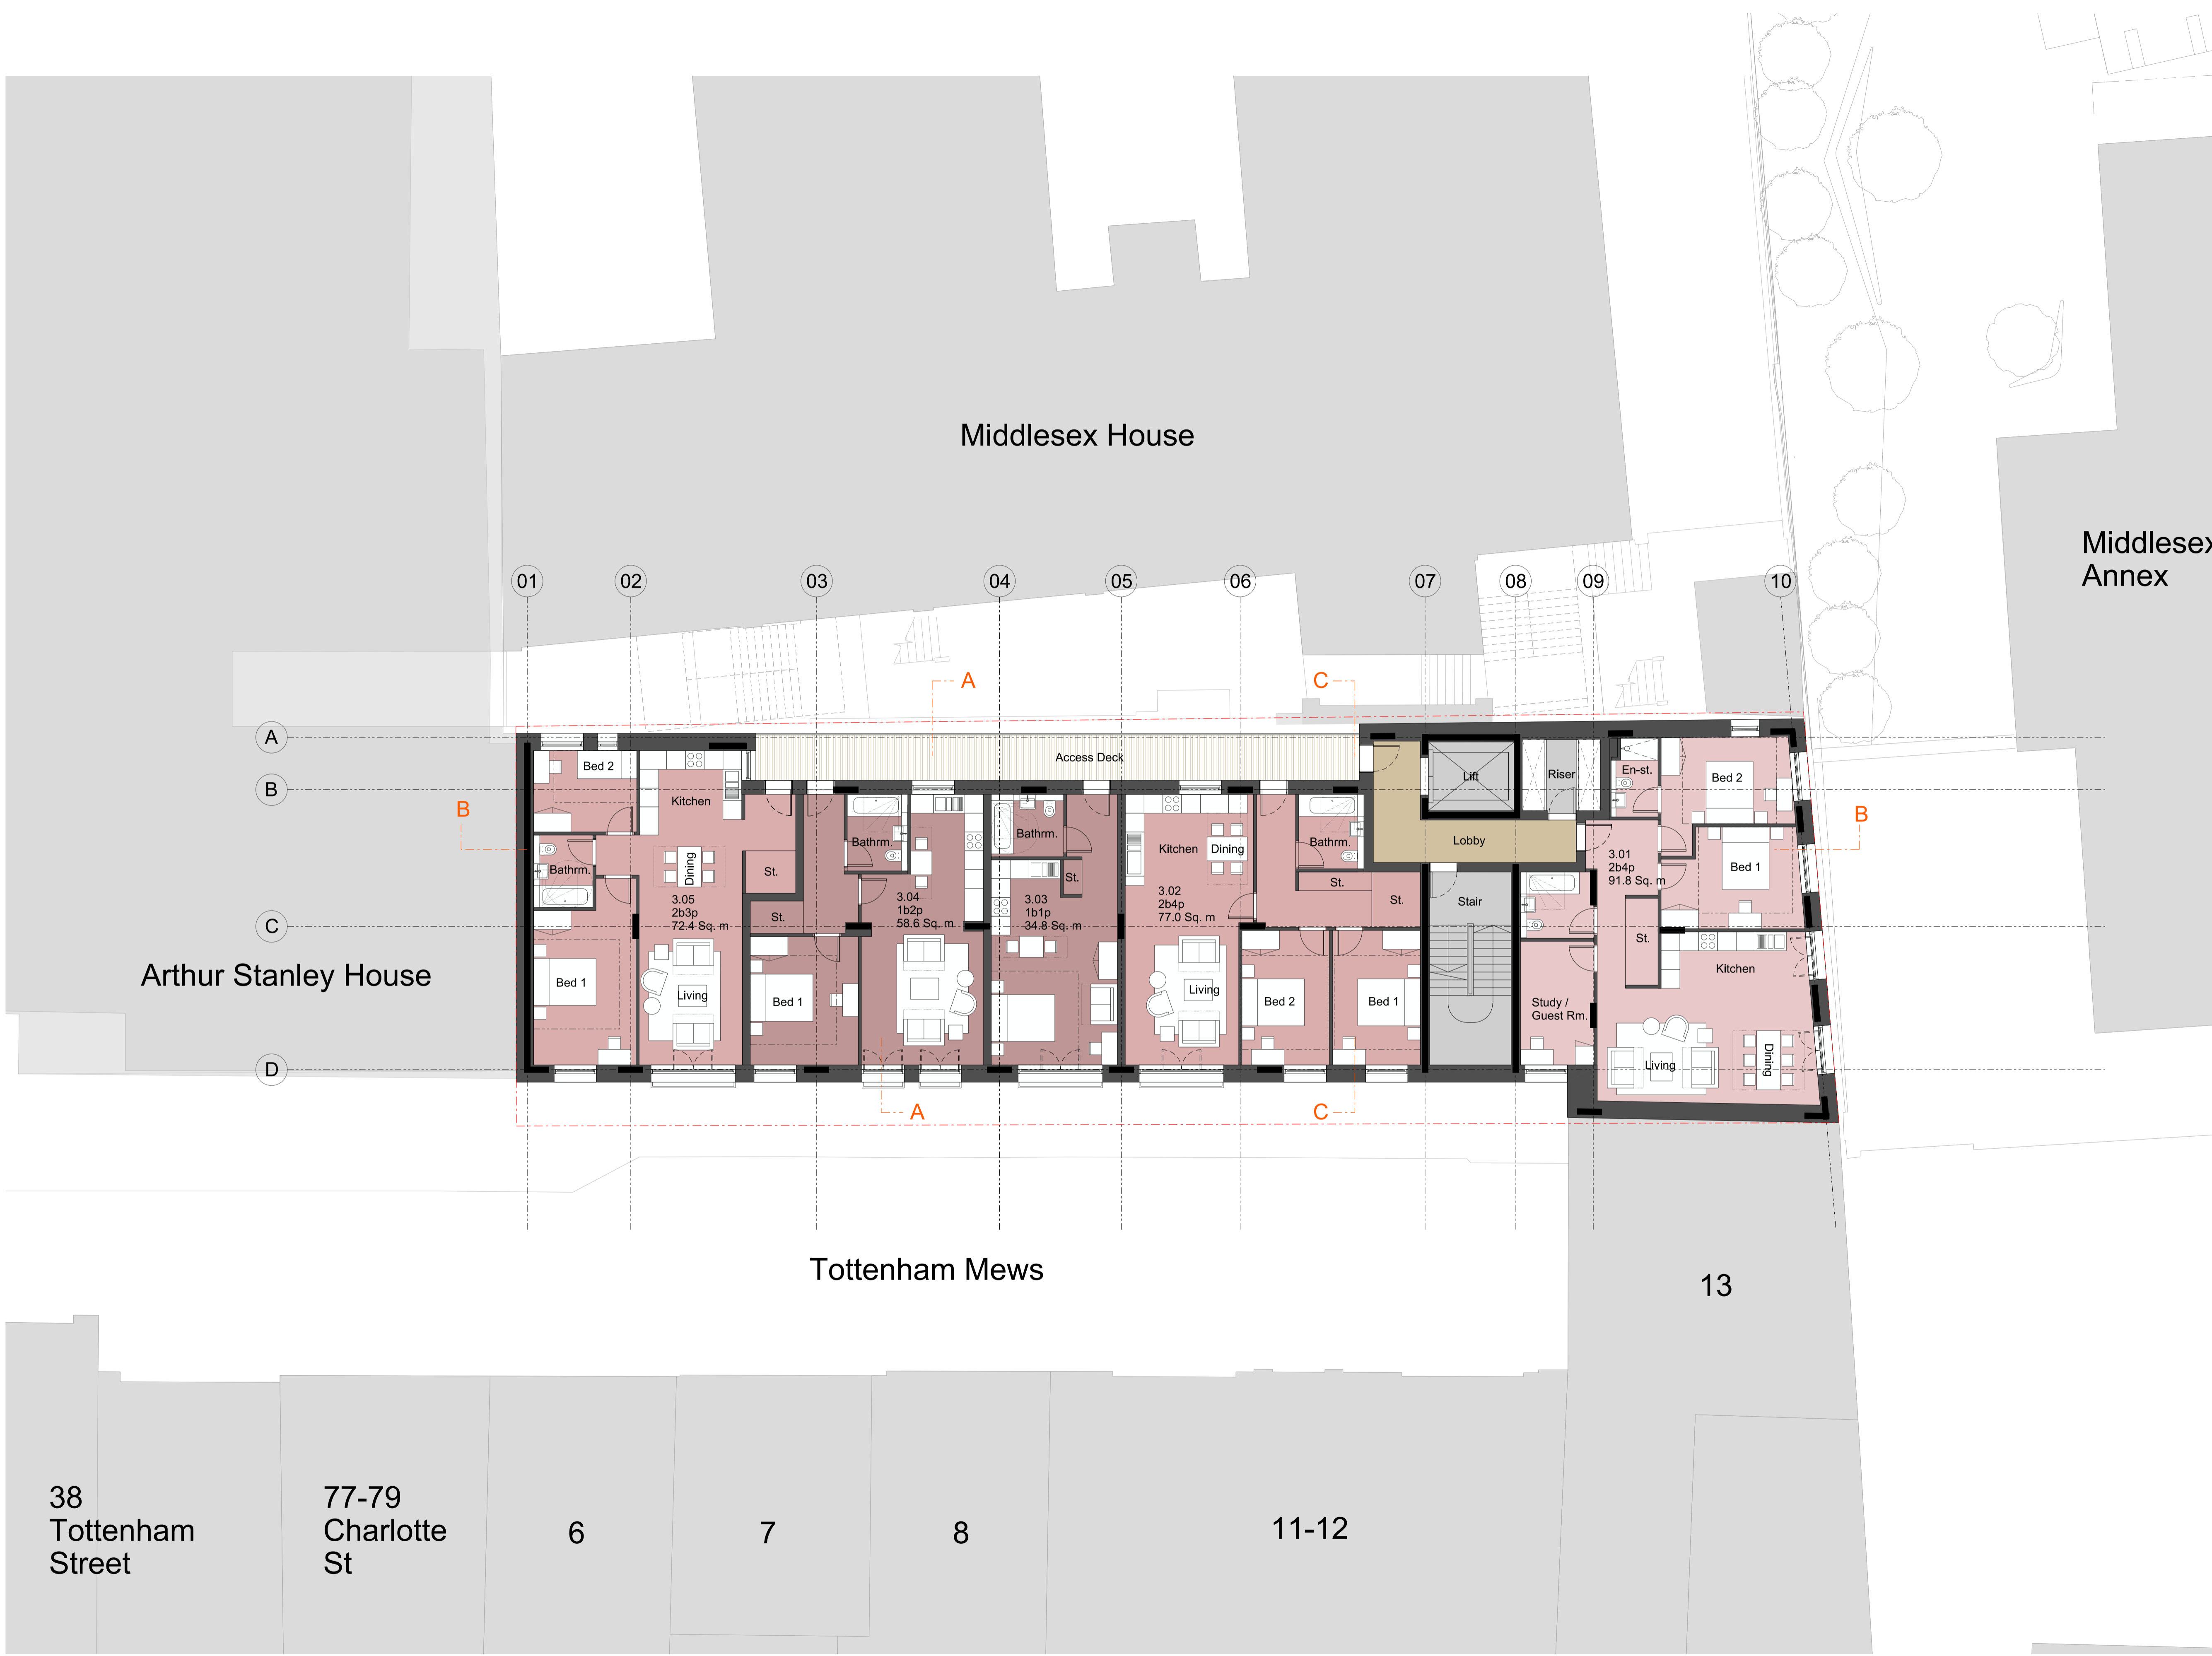 Middlesex House
Middlesex
Annex
01
02
03
04
05
06
07
08
09
10
A
C
A
B
Access Deck
Lift
Riser
En-st.
Bed 2
Bed 2
Kitchen
B
B
Bathrm.
Bathrm.
Bathrm.
Kitchen
Dining
Bathrm.
Lobby
3.01
2b4p
91.8 Sq. m
Bed 1
Dining
St.
St.
St.
St.
St.
3.05
2b3p
72.4 Sq. m
3.04
1b2p
58.6 Sq. m
3.03
1b1p
34.8 Sq. m
3.02
2b4p
77.0 Sq. m
Stair
St.
C
Arthur Stanley House
Kitchen
Bed 1
Living
Bed 1
Living
Bed 2
Bed 1
Study /
Guest Rm.
Living
Dining
D
A
C
Tottenham Mews
13
38
Tottenham
Street
77-79
Charlotte
St
6
7
8
11-12